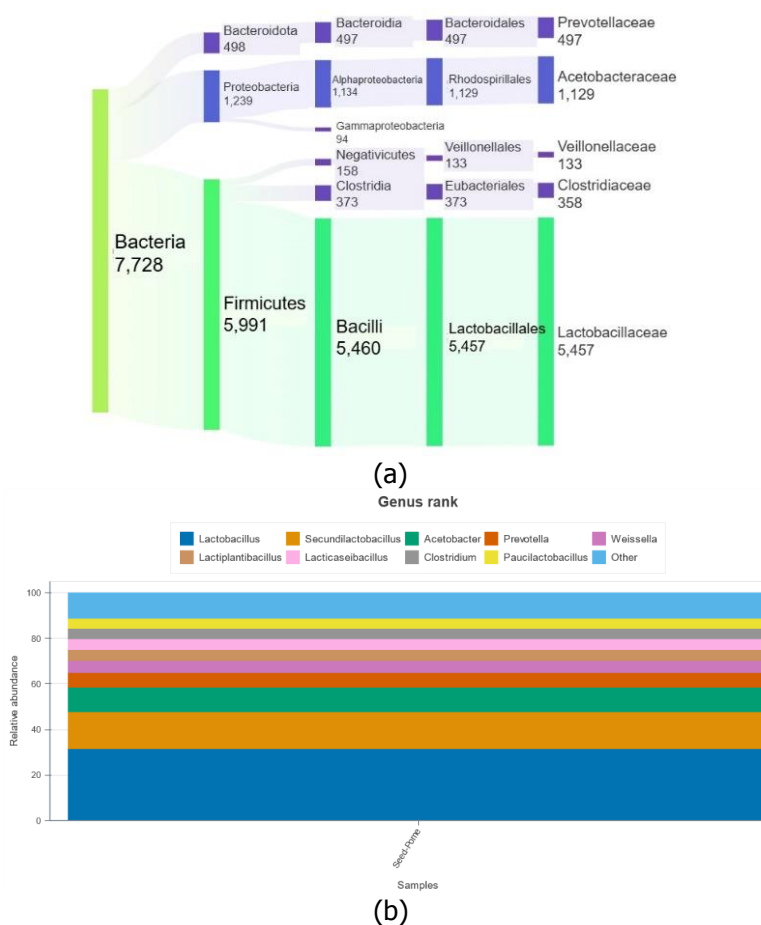 Bacteroidota
498
Bacteroidia
497
Bacteroidales
497
Prevotellaceae
497
Proteobacteria
1,239
Alphaproteobacteria
1,134
Rhodospirillales
1,129
Acetobacteraceae
1,129
Gammaproteobacteria
94
Negativicutes
158
Veillonellales
133
Veillonellaceae
133
Clostridia
373
Eubacteriales
373
Clostridiaceae
358
Bacteria
7,728
Firmicutes
5,991
Bacilli
5,460
Lactobacillales
5,457
Lactobacillaceae
5,457
(a)
Genus rank
Lactobacillus Secundilactobacillus Acetobacter Prevotella Weissella
Lactiplantibacillus Lacticaseibacillus Clostridium Paucilactobacillus Other
100
80
60
40
20
0
Relative abundance
Seed-Pome
Samples
(b)